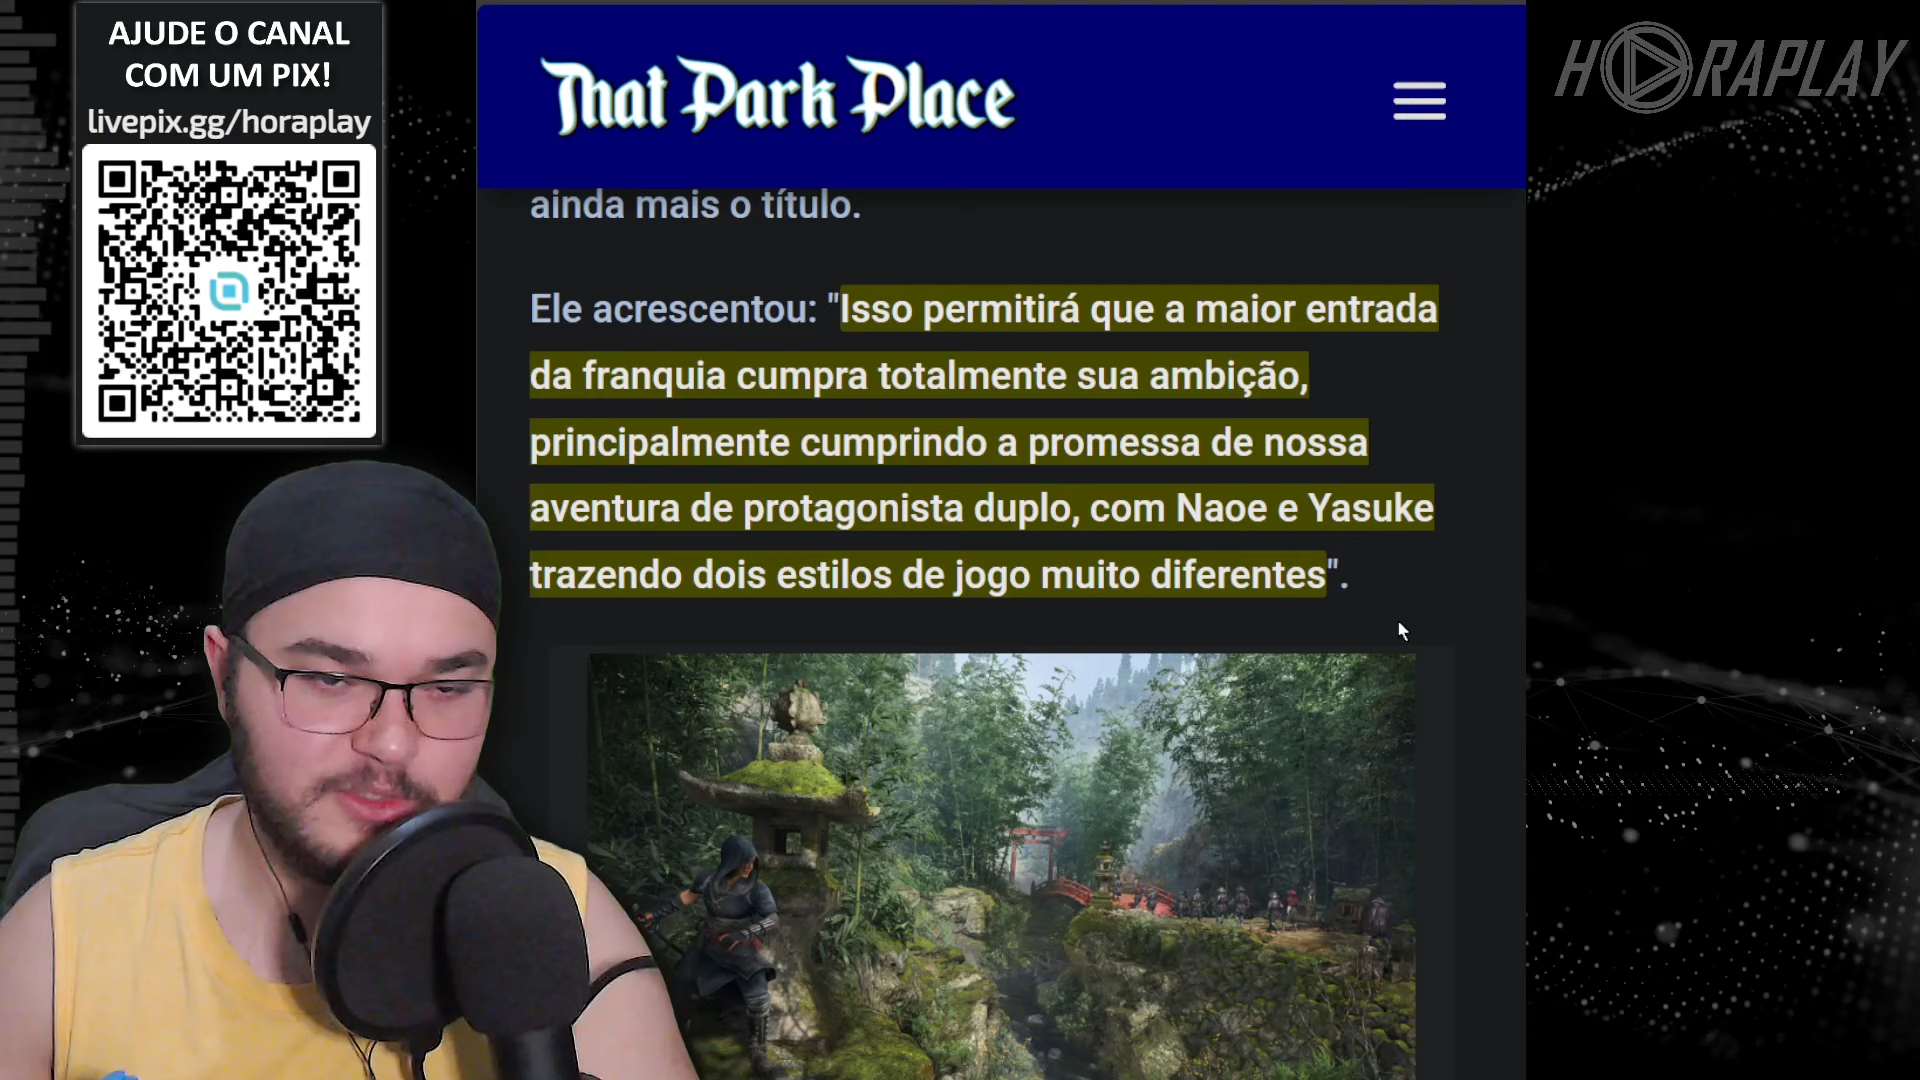 AJUDE O CANAL
COM UM PIX!
livepix.gg/horaplay
That Park Place
HORAPLAY
ainda mais o título.
Ele acrescentou: "Isso permitirá que a maior entrada
da franquia cumpra totalmente sua ambição,
principalmente cumprindo a promessa de nossa
aventura de protagonista duplo, com Naoe e Yasuke
trazendo dois estilos de jogo muito diferentes".